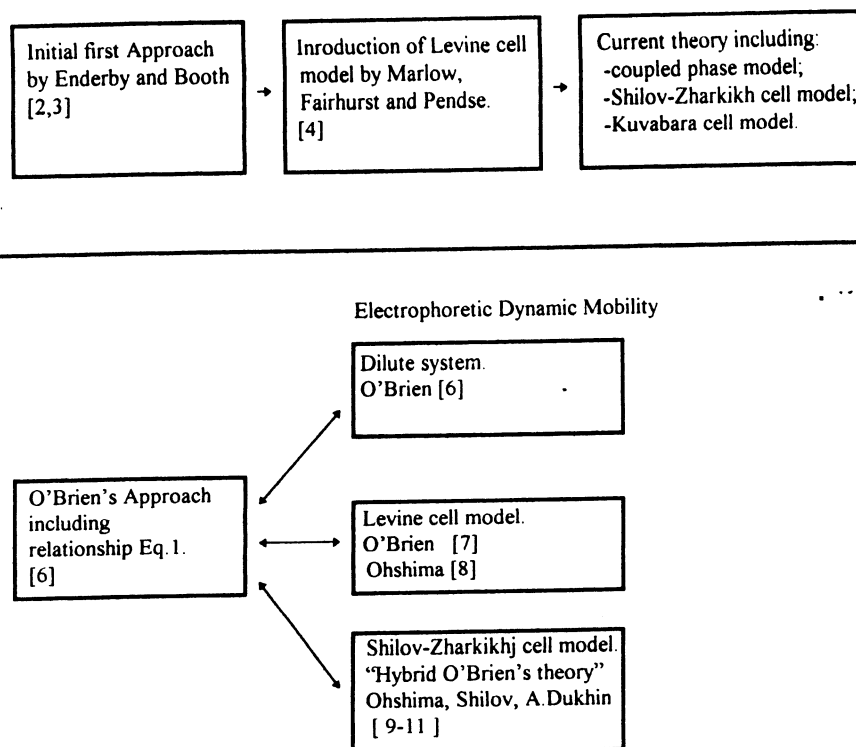 Initial first Approach
by Enderby and Booth
[2,3]
Inroduction of Levine cell
model by Marlow,
Fairhurst and Pendse.
[4]
Current theory including:
-coupled phase model;
-Shilov-Zharkikh cell model;
-Kuvabara cell model.
Electrophoretic Dynamic Mobility
Dilute system.
O'Brien [6]
O'Brien's Approach
including
relationship Eq.1.
[6]
Levine cell model.
O'Brien [7]
Ohshima [8]
Shilov-Zharkikhj cell model.
“Hybrid O'Brien's theory”
Ohshima, Shilov, A.Dukhin
[ 9-11 ]